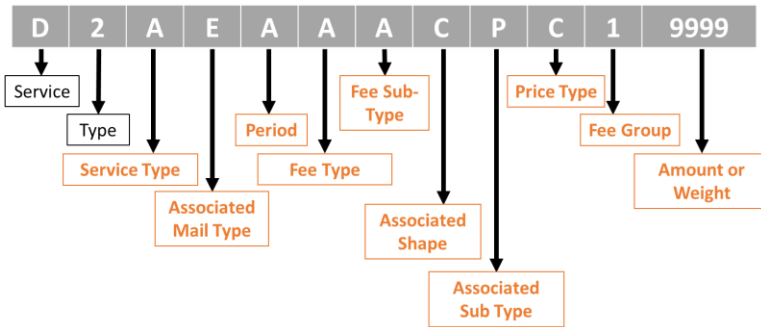 D 2 A E A A A C P C 1 9999
Service
Type
Service Type
Associated
Mail Type
Period
Fee Type
Fee Sub-
Type
Associated
Shape
Associated
Sub Type
Price Type
Fee Group
Amount or
Weight